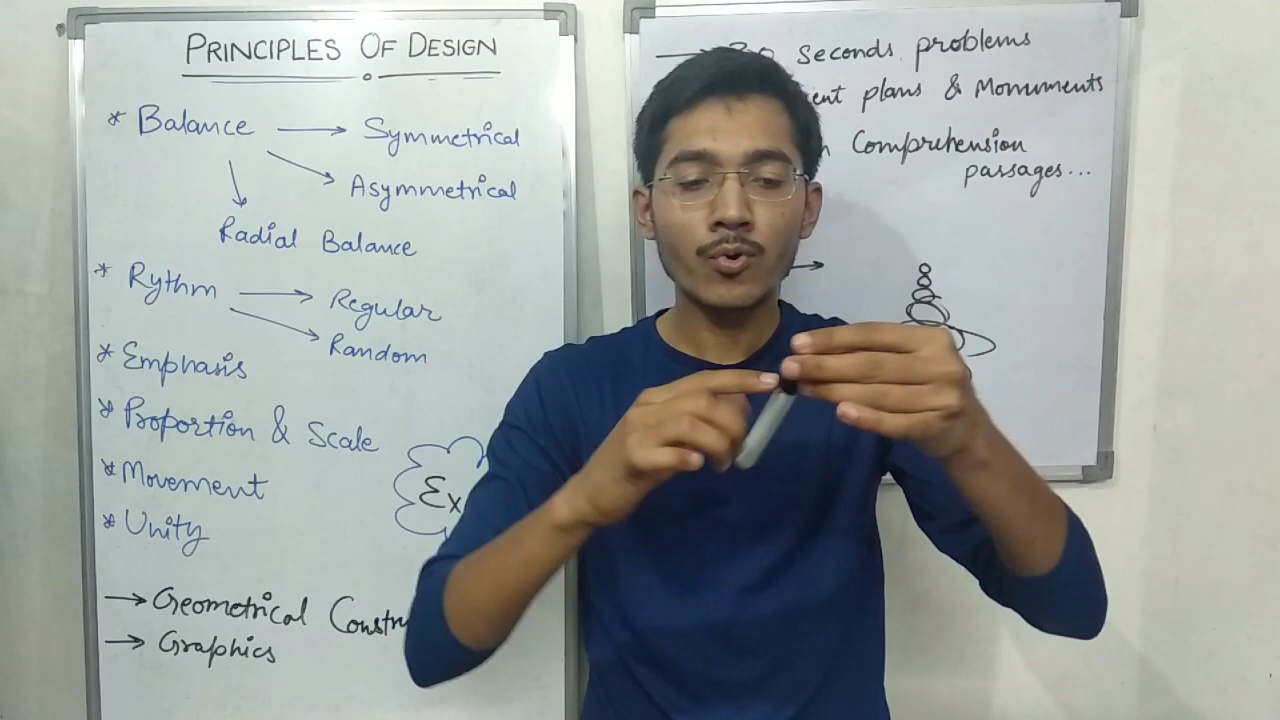 PRINCIPLES OF DESIGN
* Balance → Symmetrical
→ Asymmetrical
Radial Balance
* Rythm → Regular
→ Random
* Emphasis
* Proportion & Scale
* Movement
* Unity
→ Geometrical
→ Graphics
seconds problems
plans & Monuments
Comprehension
passages...